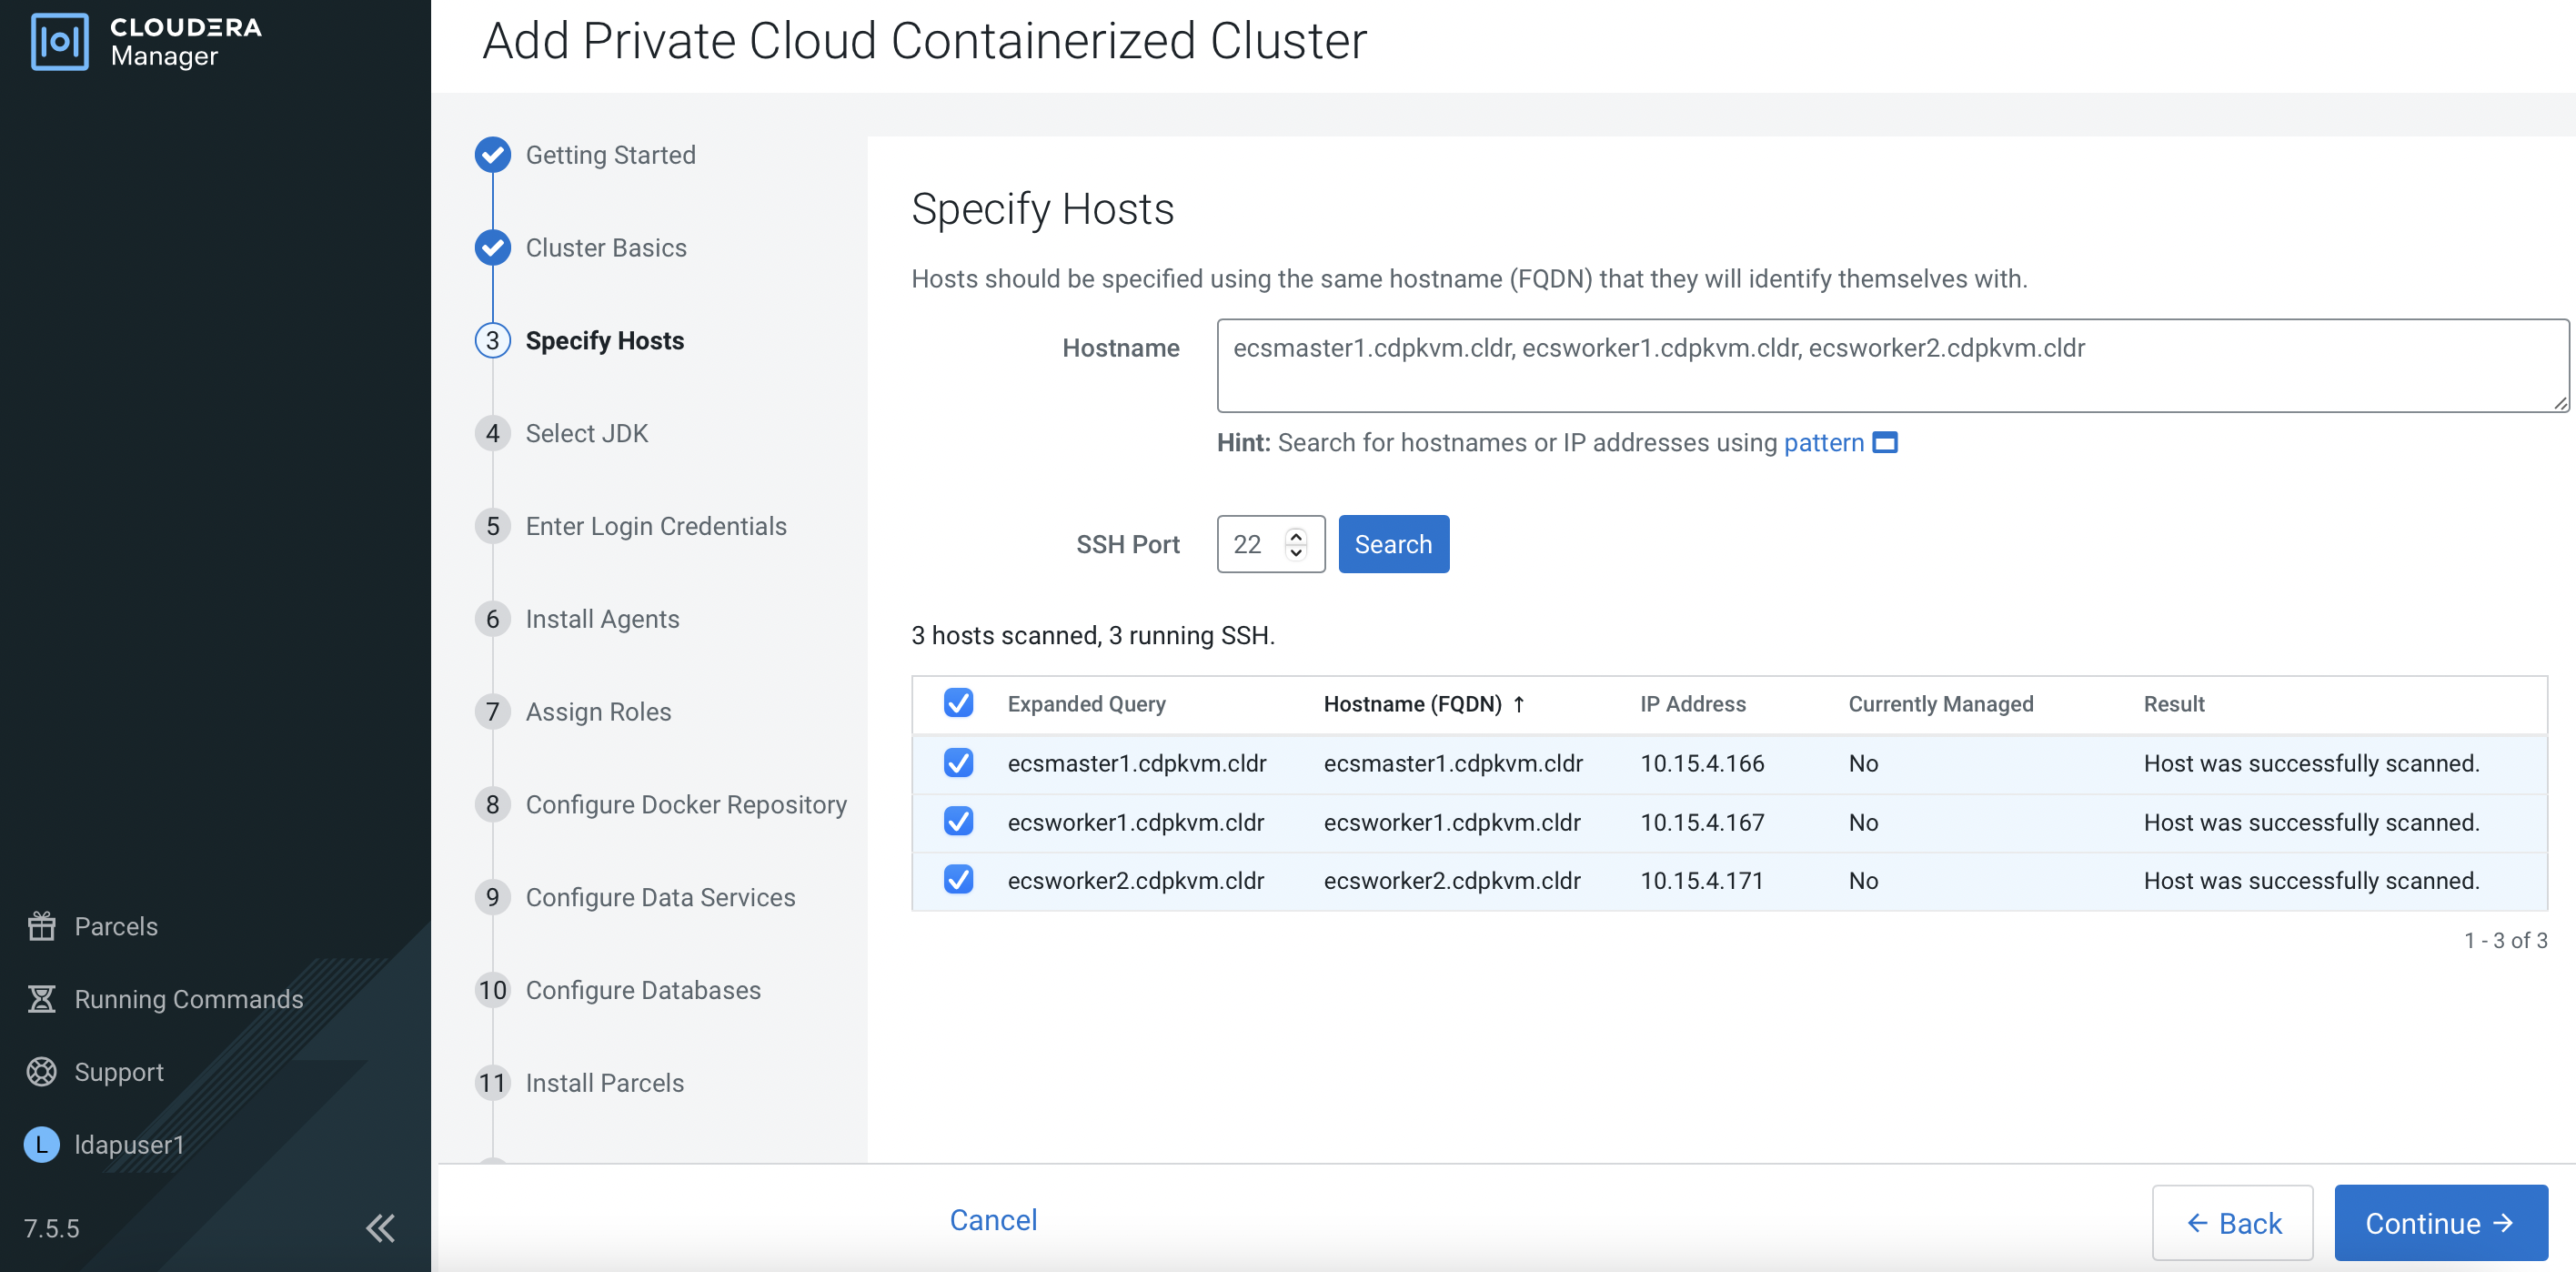 CLOUDERA
Manager
Add Private Cloud Containerized Cluster
Getting Started
Cluster Basics
3 Specify Hosts
4 Select JDK
5 Enter Login Credentials
6 Install Agents
7 Assign Roles
8 Configure Docker Repository
9 Configure Data Services
10 Configure Databases
11 Install Parcels
Specify Hosts
Hosts should be specified using the same hostname (FQDN) that they will identify themselves with.
Hostname ecsmaster1.cdpkvm.cldr, ecsworker1.cdpkvm.cldr, ecsworker2.cdpkvm.cldr
Hint: Search for hostnames or IP addresses using pattern
SSH Port 22 Search
3 hosts scanned, 3 running SSH.
Expanded Query Hostname (FQDN) ↑ IP Address Currently Managed Result
ecsmaster1.cdpkvm.cldr ecsmaster1.cdpkvm.cldr 10.15.4.166 No Host was successfully scanned.
ecsworker1.cdpkvm.cldr ecsworker1.cdpkvm.cldr 10.15.4.167 No Host was successfully scanned.
ecsworker2.cdpkvm.cldr ecsworker2.cdpkvm.cldr 10.15.4.171 No Host was successfully scanned.
1 - 3 of 3
Parcels
Running Commands
Support
L ldapuser1
7.5.5
Cancel
← Back
Continue →